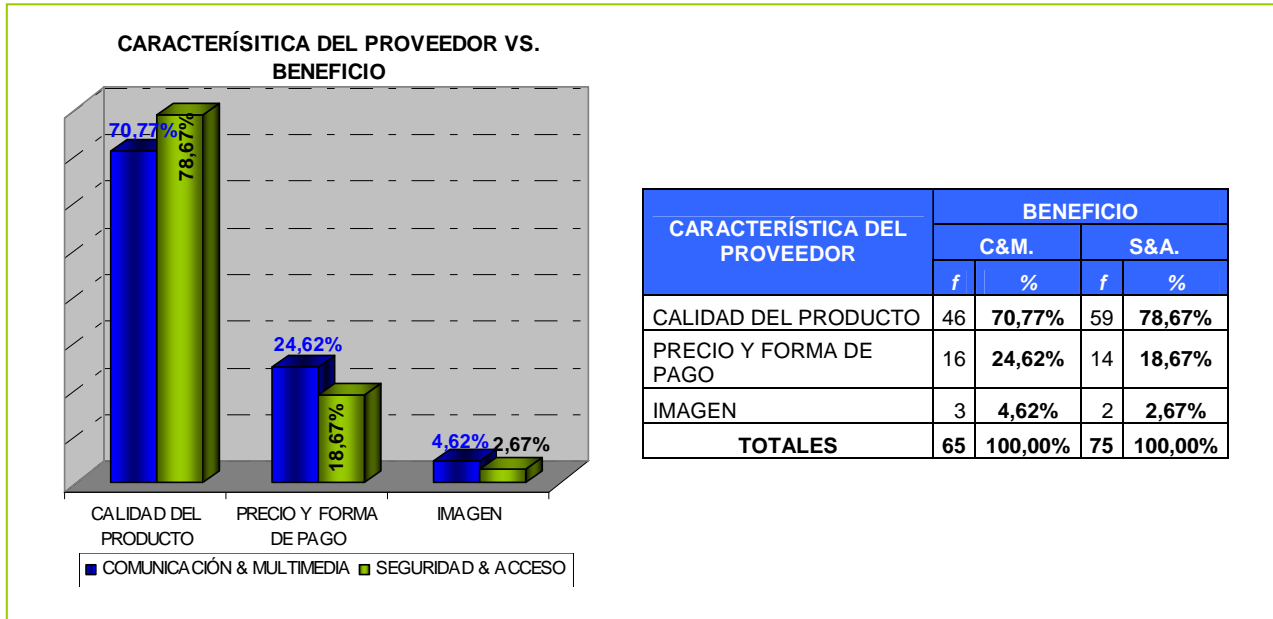 CARACTERÍSITICA DEL PROVEEDOR VS.
BENEFICIO
70,77%
78,67%
24,62%
18,67%
4,62%
2,67%
CALIDAD DEL
PRODUCTO
PRECIO Y FORMA
DE PAGO
IMAGEN
COMUNICACIÓN & MULTIMEDIA SEGURIDAD & ACCESO
CARACTERÍSTICA DEL
PROVEEDOR
BENEFICIO
C&M. S&A.
f % f %
CALIDAD DEL PRODUCTO 46 70,77% 59 78,67%
PRECIO Y FORMA DE
PAGO
16 24,62% 14 18,67%
IMAGEN 3 4,62% 2 2,67%
TOTALES 65 100,00% 75 100,00%